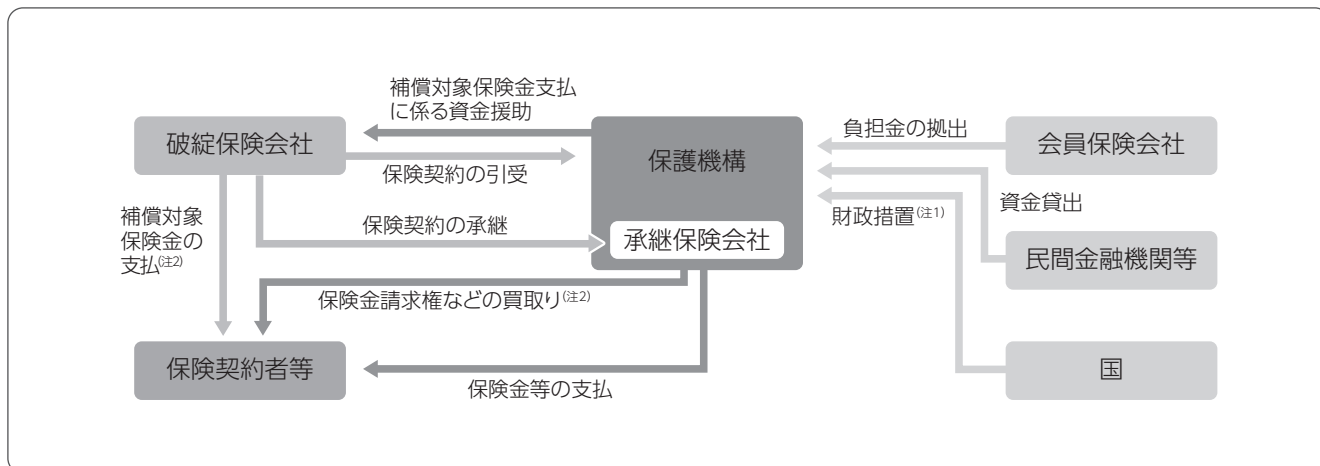 補償対象保険金支払
に係る資金援助
破綻保険会社
保険契約の引受
保護機構
負担金の拠出
会員保険会社
補償対象
保険金の
支払(注2)
保険契約の承継
承継保険会社
財政措置(注1)
資金貸出
民間金融機関等
保険金請求権などの買取り(注2)
保険契約者等
保険金等の支払
国